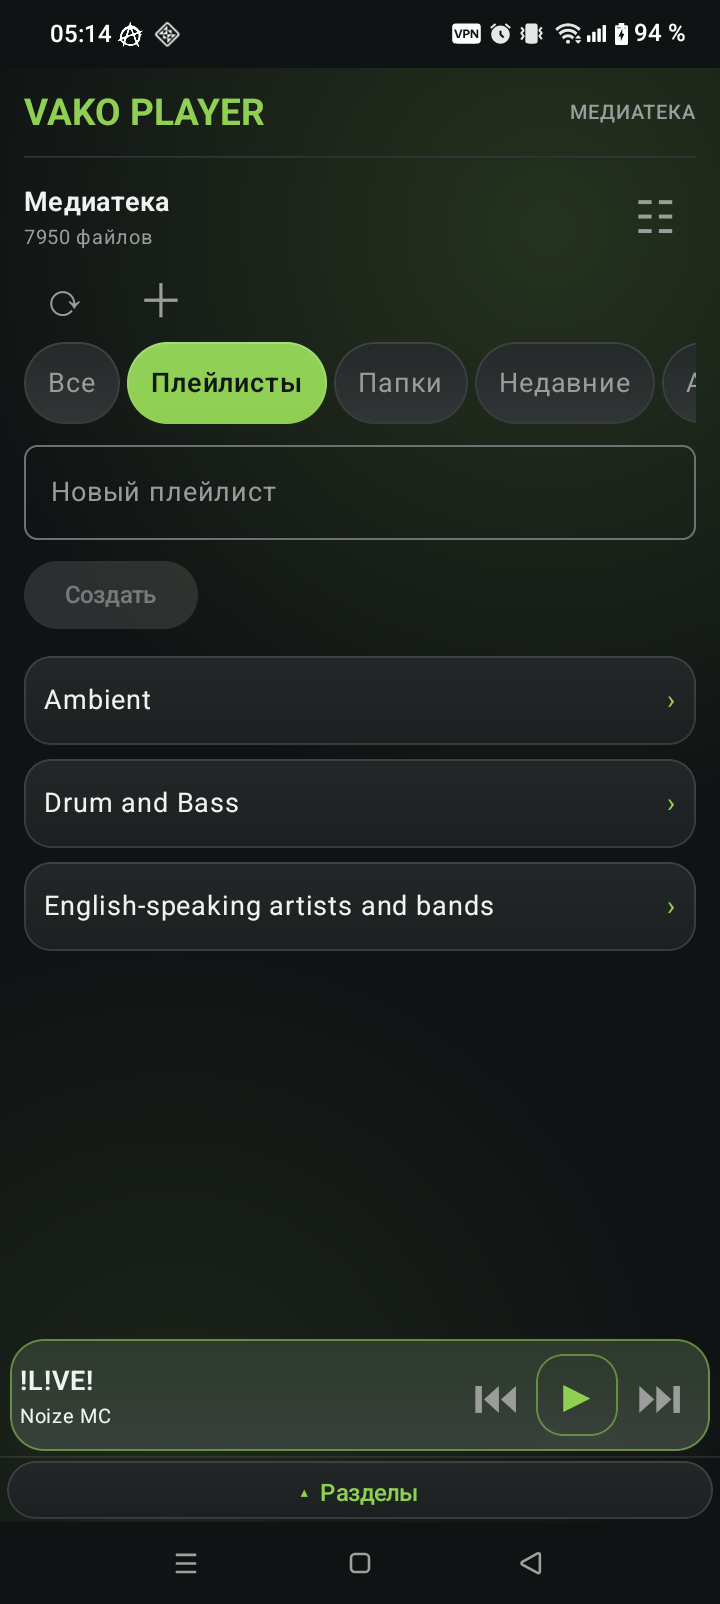 05:14
VPN
94 %
VAKO PLAYER
МЕДИАТЕКА
Медиатека
7950 файлов
Все
Плейлисты
Папки
Недавние
Новый плейлист
Создать
Ambient
Drum and Bass
English-speaking artists and bands
!L!VE!
Noize MC
Разделы